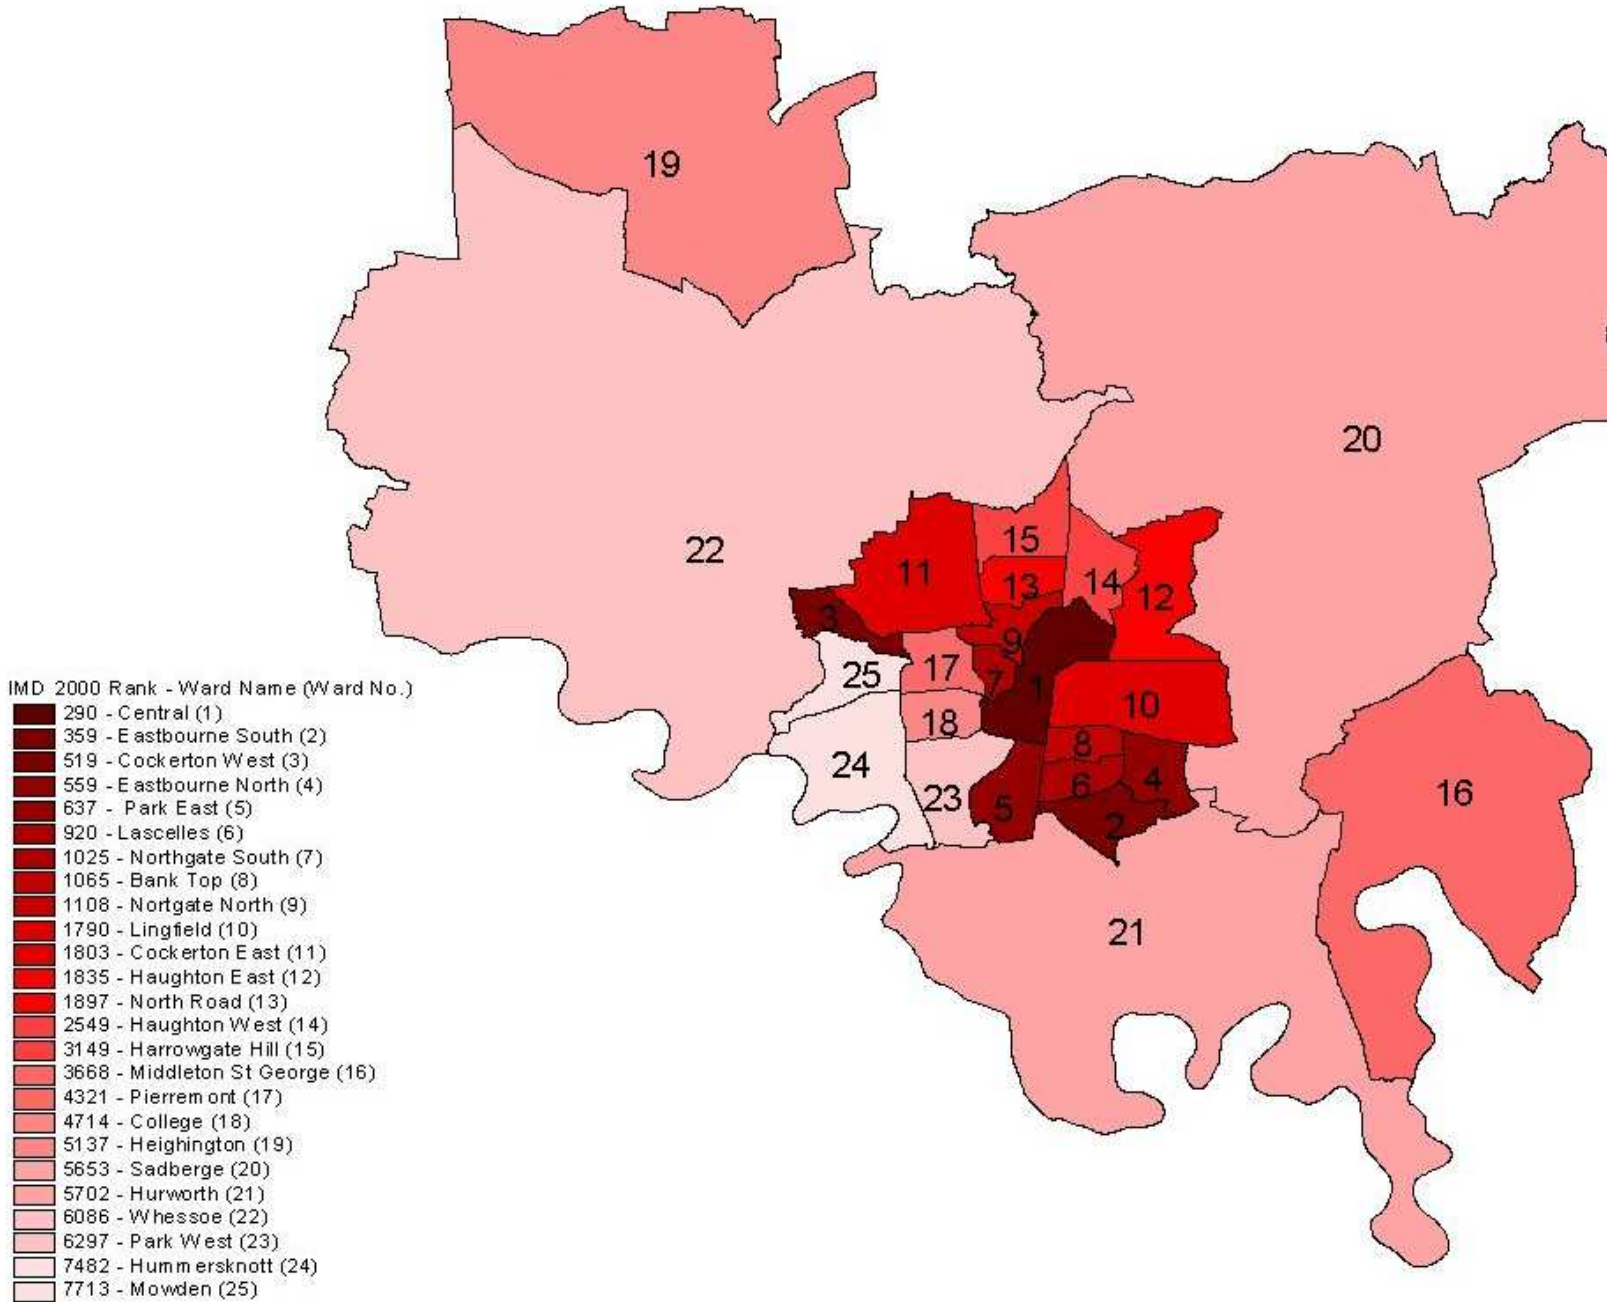 19
20
22
15
11
13
14
12
3
9
25
17
7
1
10
18
8
24
4
6
23
5
2
16
21
IMD 2000 Rank - Ward Name (Ward No.)
290 - Central (1)
359 - Eastbourne South (2)
519 - Cockerton West (3)
559 - Eastbourne North (4)
637 - Park East (5)
920 - Lascelles (6)
1025 - Northgate South (7)
1065 - Bank Top (8)
1108 - Nortgate North (9)
1790 - Lingfield (10)
1803 - Cockerton East (11)
1835 - Haughton East (12)
1897 - North Road (13)
2549 - Haughton West (14)
3149 - Harrowgate Hill (15)
3668 - Middleton St George (16)
4321 - Pierremont (17)
4714 - College (18)
5137 - Heighington (19)
5653 - Sadberge (20)
5702 - Hurworth (21)
6086 - Whessoe (22)
6297 - Park West (23)
7482 - Hummersknott (24)
7713 - Mowden (25)